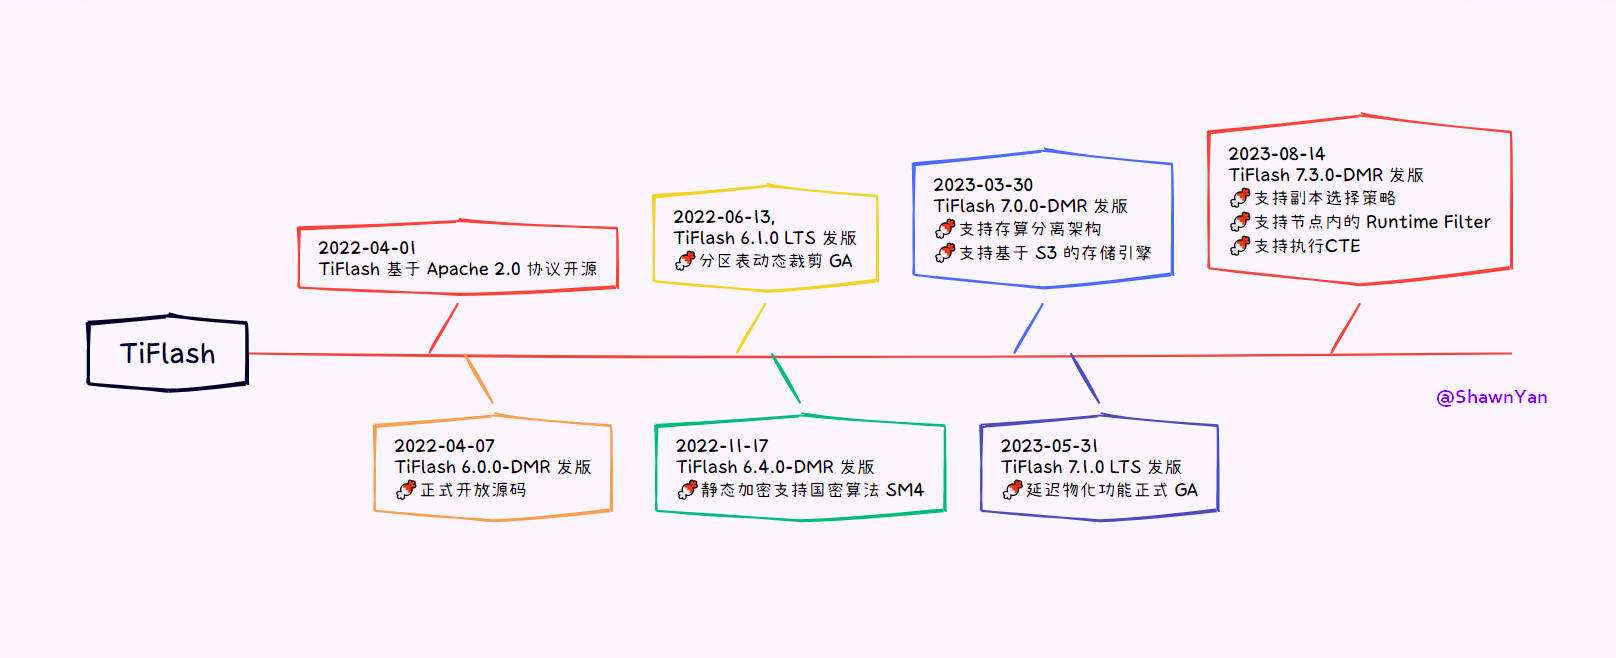 TiFlash
2022-04-01
TiFlash 基于 Apache 2.0 协议开源
2022-04-07
TiFlash 6.0.0-DMR 发版
正式开放源码
2022-06-13,
TiFlash 6.1.0 LTS 发版
分区表动态裁剪 GA
2022-11-17
TiFlash 6.4.0-DMR 发版
静态加密支持国密算法 SM4
2023-03-30
TiFlash 7.0.0-DMR 发版
支持存算分离架构
支持基于 S3 的存储引擎
2023-05-31
TiFlash 7.1.0 LTS 发版
延迟物化功能正式 GA
2023-08-14
TiFlash 7.3.0-DMR 发版
支持副本选择策略
支持节点内的 Runtime Filter
支持执行CTE
@ShawnYan